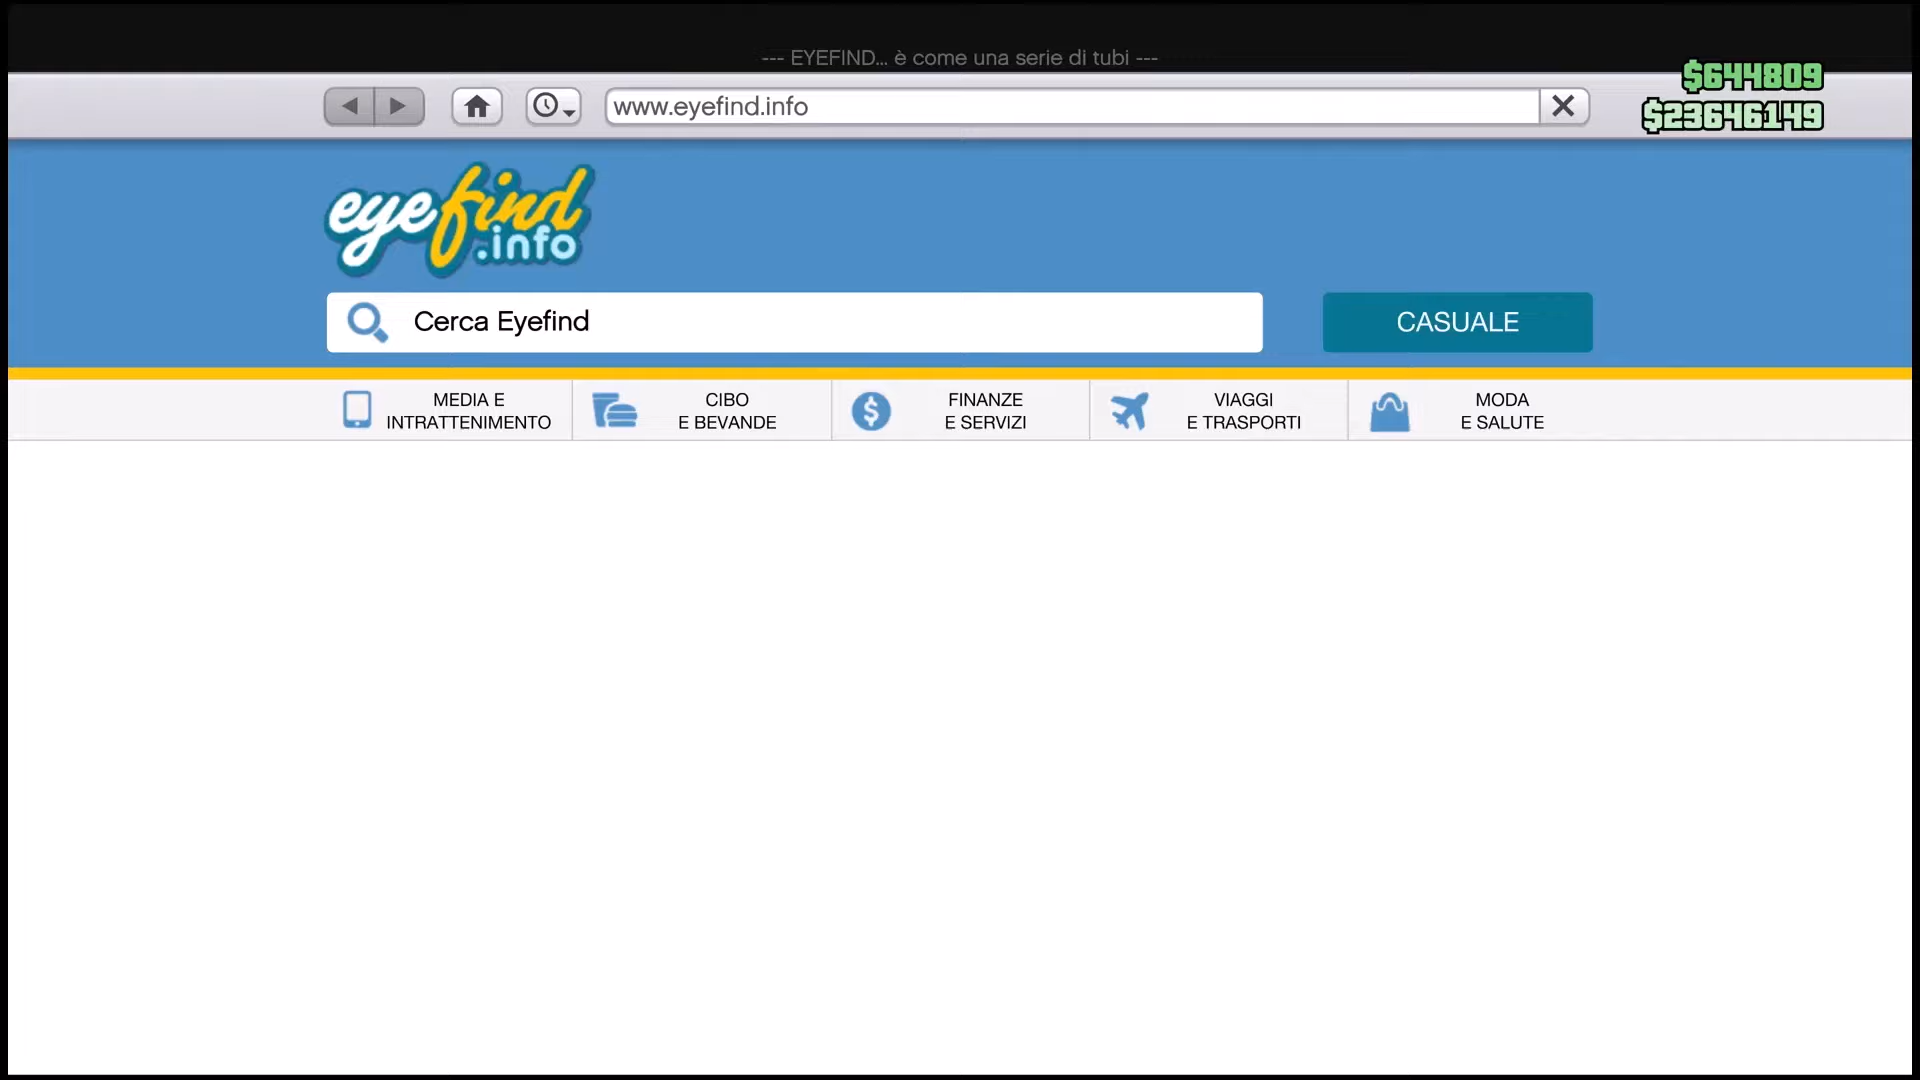 --- EYEFIND... è come una serie di tubi ---
$644809
www.eyefind.info
$23646149
eyefind
.info
Cerca Eyefind
CASUALE
MEDIA E
INTRATTENIMENTO
CIBO
E BEVANDE
FINANZE
E SERVIZI
VIAGGI
E TRASPORTI
MODA
E SALUTE